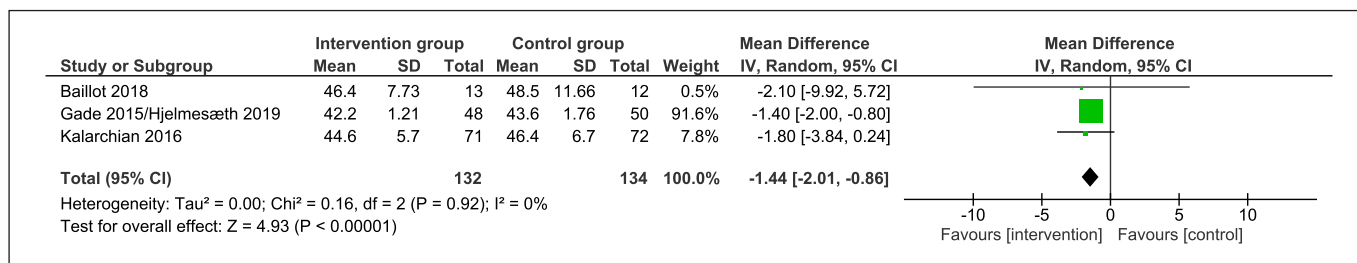 Intervention group Control group Mean Difference Mean Difference
Study or Subgroup Mean SD Total Mean SD Total Weight IV, Random, 95% CI IV, Random, 95% CI
Baillot 2018 46.4 7.73 13 48.5 11.66 12 0.5% -2.10 [-9.92, 5.72]
Gade 2015/Hjelmesæth 2019 42.2 1.21 48 43.6 1.76 50 91.6% -1.40 [-2.00, -0.80]
Kalarchian 2016 44.6 5.7 71 46.4 6.7 72 7.8% -1.80 [-3.84, 0.24]
Total (95% CI) 132 134 100.0% -1.44 [-2.01, -0.86]
Heterogeneity: Tau² = 0.00; Chi² = 0.16, df = 2 (P = 0.92); I² = 0%
Test for overall effect: Z = 4.93 (P < 0.00001)
-10 -5 0 5 10
Favours [intervention] Favours [control]